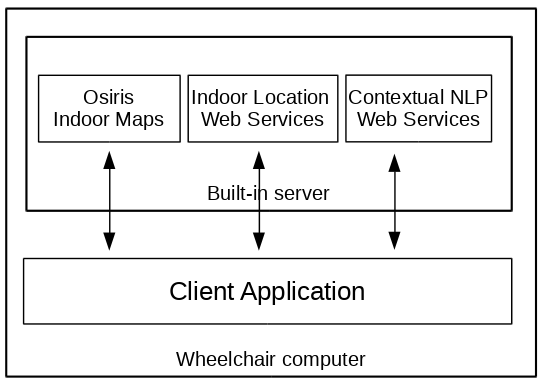 Osiris
Indoor Maps
Indoor Location
Web Services
Contextual NLP
Web Services
Built-in server
Client Application
Wheelchair computer